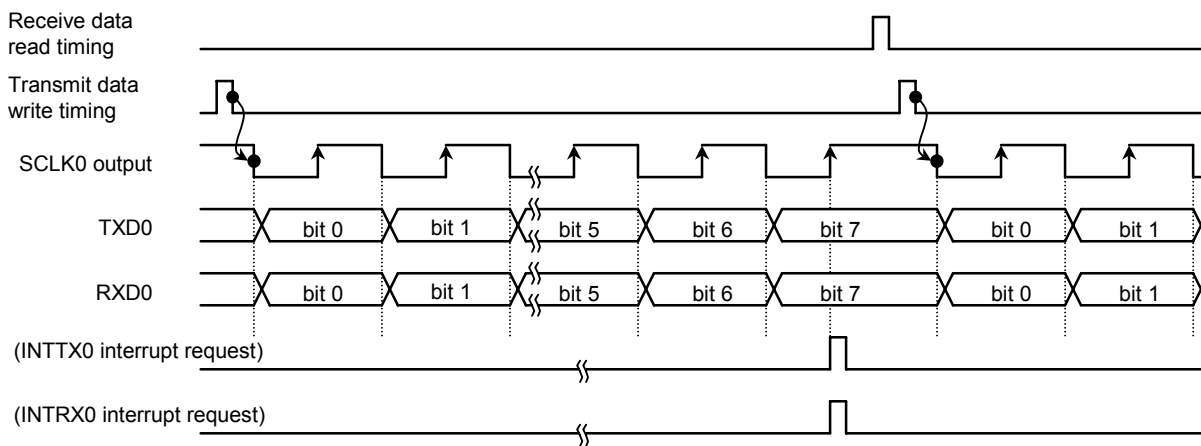 Receive data
read timing
Transmit data
write timing
SCLK0 output
TXD0 bit 0 bit 1 bit 5 bit 6 bit 7 bit 0 bit 1
RXD0 bit 0 bit 1 bit 5 bit 6 bit 7 bit 0 bit 1
(INTTX0 interrupt request)
(INTRX0 interrupt request)